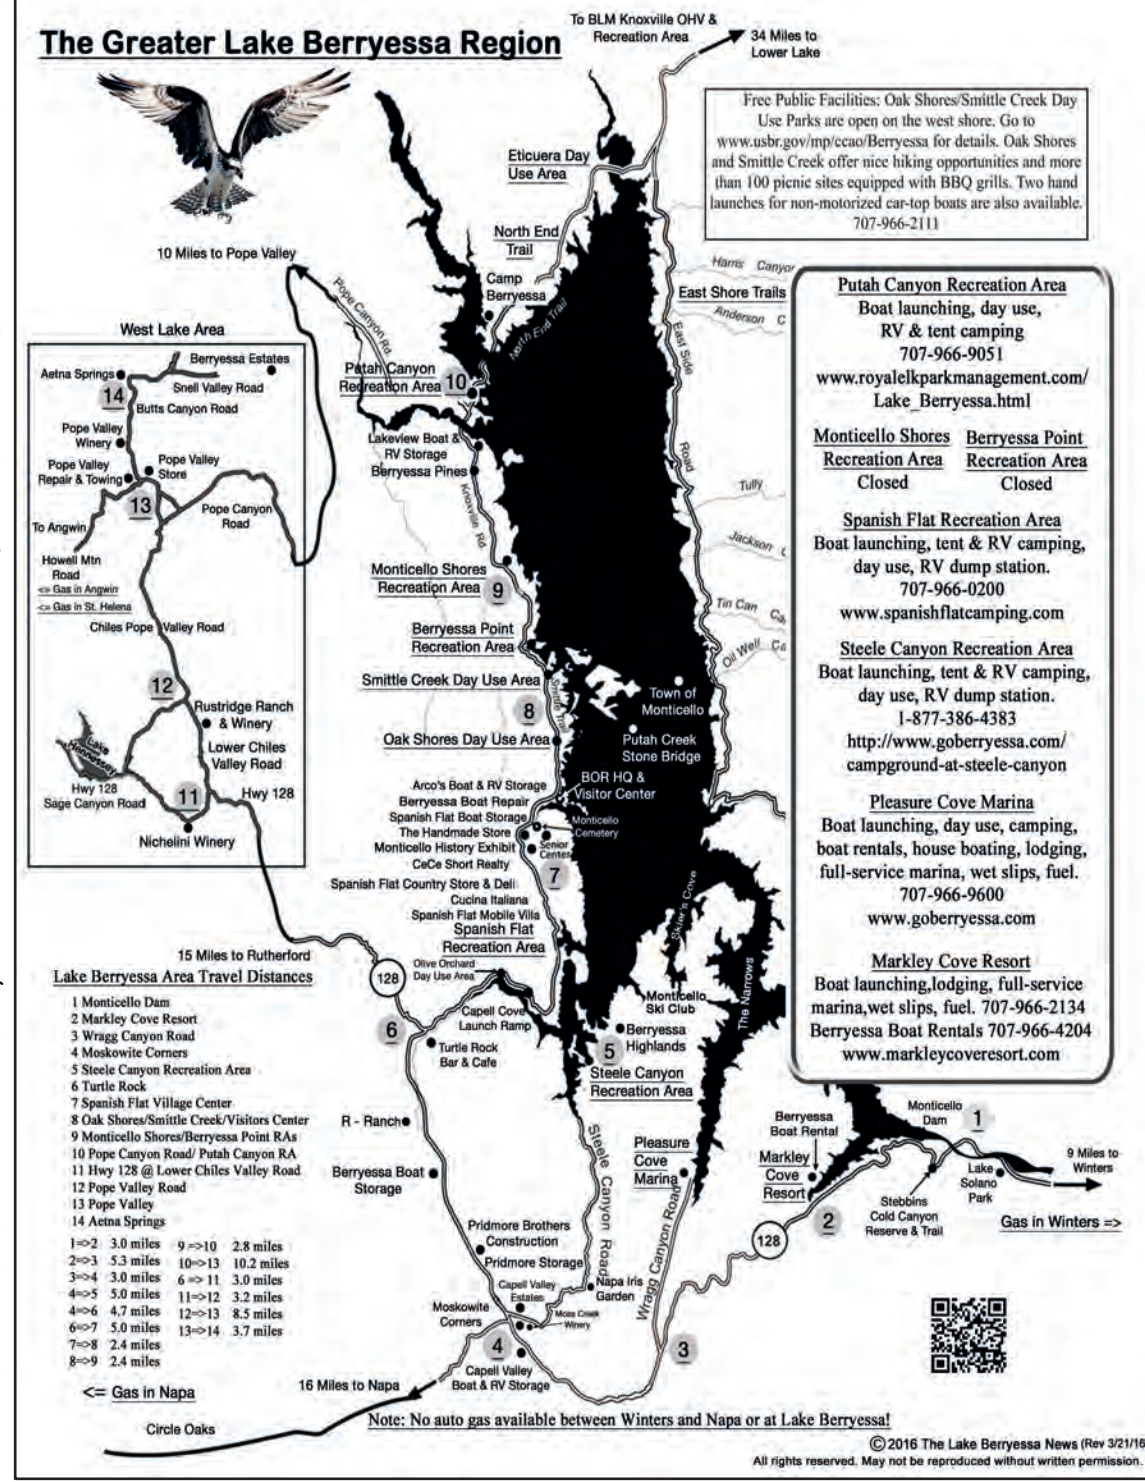 The Greater Lake Berryessa Region
To BLM Knoxville OHV &
Recreation Area
34 Miles to
Lower Lake
Free Public Facilities: Oak Shores/Smittle Creek Day
Use Parks are open on the west shore. Go to
www.usbr.gov/mp/ccao/Berryessa for details. Oak Shores
and Smittle Creek offer nice hiking opportunities and more
than 100 picnic sites equipped with BBQ grills. Two hand
launches for non-motorized car-top boats are also available.
707-966-2111
Eticuera Day
Use Area
North End
Trail
Camp
Berryessa
North End Trail
10 Miles to Pope Valley
Pope Canyon Rd.
Putah Canyon
Recreation Area
10
Lakeview Boat &
RV Storage
Berryessa Pines
Knoxville Rd.
Harris Canyon
East Shore Trails
Anderson C
East Side
Road
Tully
Jackson C
Tin Can Ca
Oil Well Ca
West Lake Area
Berryessa Estates
Aetna Springs
Snell Valley Road
14
Butts Canyon Road
Pope Valley
Winery
Pope Valley
Repair & Towing
Pope Valley
Store
13
Pope Canyon
Road
To Angwin
Howell Mtn
Road
<= Gas in Angwin
<= Gas in St. Helena
Chiles Pope Valley Road
12
Rustridge Ranch
& Winery
Lake
Hennessey
Lower Chiles
Valley Road
Hwy 128
Sage Canyon Road
11
Hwy 128
Nichelini Winery
Monticello Shores
Recreation Area
9
Berryessa Point
Recreation Area
Smittle Creek Day Use Area
Smittle Trail
8
Oak Shores Day Use Area
Town of
Monticello
Putah Creek
Stone Bridge
BOR HQ &
Visitor Center
Arco's Boat & RV Storage
Berryessa Boat Repair
Spanish Flat Boat Storage
The Handmade Store
Monticello History Exhibit
CeCe Short Realty
Monticello
Cemetery
Senior
Center
7
Spanish Flat Country Store & Deli
Cucina Italiana
Spanish Flat Mobile Villa
Spanish Flat
Recreation Area
Olive Orchard
Day Use Area
Capell Cove
Launch Ramp
Skier's Cove
The Narrows
Monticello
Ski Club
Berryessa
Highlands
5
Steele Canyon
Recreation Area
15 Miles to Rutherford
128
6
Turtle Rock
Bar & Cafe
R - Ranch
Berryessa Boat
Storage
Pridmore Brothers
Construction
Pridmore Storage
Steele Canyon Road
Capell Valley
Estates
Napa Iris
Garden
Moskowite
Corners
Moss Creek
Winery
4
Capell Valley
Boat & RV Storage
Pleasure
Cove
Marina
Wragg Canyon Road
3
Putah Canyon Recreation Area
Boat launching, day use,
RV & tent camping
707-966-9051
www.royalelkparkmanagement.com/
Lake_Berryessa.html
Monticello Shores
Recreation Area
Closed
Berryessa Point
Recreation Area
Closed
Spanish Flat Recreation Area
Boat launching, tent & RV camping,
day use, RV dump station.
707-966-0200
www.spanishflatcamping.com
Steele Canyon Recreation Area
Boat launching, tent & RV camping,
day use, RV dump station.
1-877-386-4383
http://www.goberryessa.com/
campground-at-steele-canyon
Pleasure Cove Marina
Boat launching, day use, camping,
boat rentals, house boating, lodging,
full-service marina, wet slips, fuel.
707-966-9600
www.goberryessa.com
Markley Cove Resort
Boat launching,lodging, full-service
marina,wet slips, fuel. 707-966-2134
Berryessa Boat Rentals 707-966-4204
www.markleycoveresort.com
Berryessa
Boat Rental
Markley
Cove
Resort
2
128
Monticello
Dam
1
Stebbins
Cold Canyon
Reserve & Trail
Lake
Solano
Park
9 Miles to
Winters
Gas in Winters =>
Lake Berryessa Area Travel Distances
1 Monticello Dam
2 Markley Cove Resort
3 Wragg Canyon Road
4 Moskowite Corners
5 Steele Canyon Recreation Area
6 Turtle Rock
7 Spanish Flat Village Center
8 Oak Shores/Smittle Creek/Visitors Center
9 Monticello Shores/Berryessa Point RAs
10 Pope Canyon Road/ Putah Canyon RA
11 Hwy 128 @ Lower Chiles Valley Road
12 Pope Valley Road
13 Pope Valley
14 Aetna Springs
1=>2 3.0 miles 9=>10 2.8 miles
2=>3 5.3 miles 10=>13 10.2 miles
3=>4 3.0 miles 6=>11 3.0 miles
4=>5 5.0 miles 11=>12 3.2 miles
4=>6 4.7 miles 12=>13 8.5 miles
6=>7 5.0 miles 13=>14 3.7 miles
7=>8 2.4 miles
8=>9 2.4 miles
<= Gas in Napa
16 Miles to Napa
Circle Oaks
Note: No auto gas available between Winters and Napa or at Lake Berryessa!
© 2016 The Lake Berryessa News (Rev 3/21/16
All rights reserved. May not be reproduced without written permission.